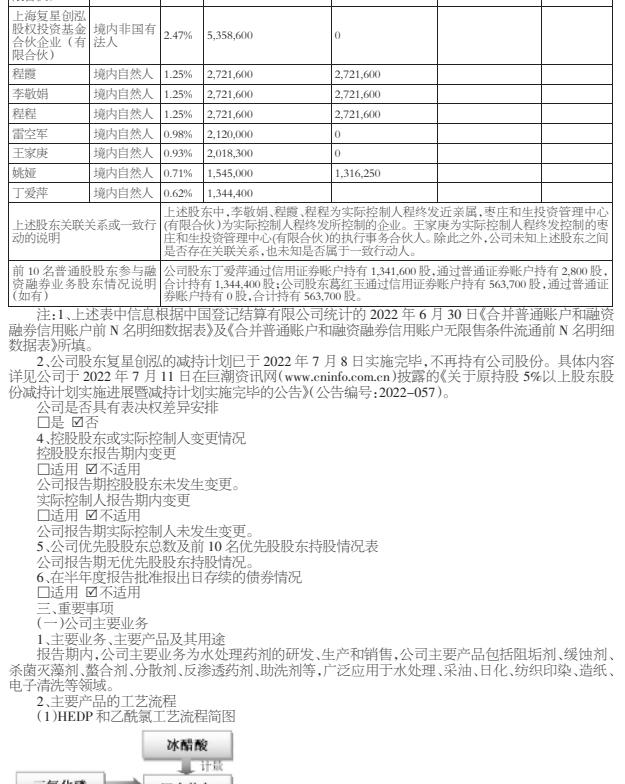 上海复星创泓
股权投资基金
合伙企业（有
限合伙）
境内非国有
法人
2.47%
5,358,600
0
程霞 境内自然人 1.25% 2,721,600 2,721,600
李敬娟 境内自然人 1.25% 2,721,600 2,721,600
程程 境内自然人 1.25% 2,721,600 2,721,600
雷空军 境内自然人 0.98% 2,120,000 0
王家庚 境内自然人 0.93% 2,018,300 0
姚娅 境内自然人 0.71% 1,545,000 1,316,250
丁爱萍 境内自然人 0.62% 1,344,400
上述股东关联关系或一致行
动的说明
上述股东中,李敬娟、程霞、程程为实际控制人程终发近亲属,枣庄和生投资管理中心
(有限合伙)为实际控制人程终发所控制的企业。王家庚为实际控制人程终发控制的枣
庄和生投资管理中心(有限合伙)的执行事务合伙人。除此之外,公司未知上述股东之间
是否存在关联关系,也未知是否属于一致行动人。
前 10 名普通股股东参与融
资融券业务股东情况说明
(如有)
公司股东丁爱萍通过信用证券账户持有 1,341,600 股,通过普通证券账户持有 2,800 股,
合计持有 1,344,400 股;公司股东葛红玉通过信用证券账户持有 563,700 股,通过普通证
券账户持有 0 股,合计持有 563,700 股。
注:1、上述表中信息根据中国登记结算有限公司统计的 2022 年 6 月 30 日《合并普通账户和融资
融券信用账户前 N 名明细数据表》及《合并普通账户和融资融券信用账户无限售条件流通前 N 名明细
数据表》所填。
2、公司股东复星创泓的减持计划已于 2022 年 7 月 8 日实施完毕,不再持有公司股份。具体内容
详见公司于 2022 年 7 月 11 日在巨潮资讯网(www.cninfo.com.cn)披露的《关于原持股 5%以上股东股
份减持计划实施进展暨减持计划实施完毕的公告》(公告编号:2022-057)。
公司是否具有表决权差异安排
□是 ☑否
4、控股股东或实际控制人变更情况
控股股东报告期内变更
□适用 ☑不适用
公司报告期控股股东未发生变更。
实际控制人报告期内变更
□适用 ☑不适用
公司报告期实际控制人未发生变更。
5、公司优先股股东总数及前 10 名优先股股东持股情况表
公司报告期无优先股股东持股情况。
6、在半年度报告批准报出日存续的债券情况
□适用 ☑不适用
三、重要事项
(一)公司主要业务
1、主要业务、主要产品及其用途
报告期内,公司主要业务为水处理药剂的研发、生产和销售,公司主要产品包括阻垢剂、缓蚀剂、
杀菌灭藻剂、螯合剂、分散剂、反渗透药剂、助洗剂等,广泛应用于水处理、采油、日化、纺织印染、造纸、
电子清洗等领域。
2、主要产品的工艺流程
(1)HEDP 和乙酰氯工艺流程简图
冰醋酸
计量
三氯化磷